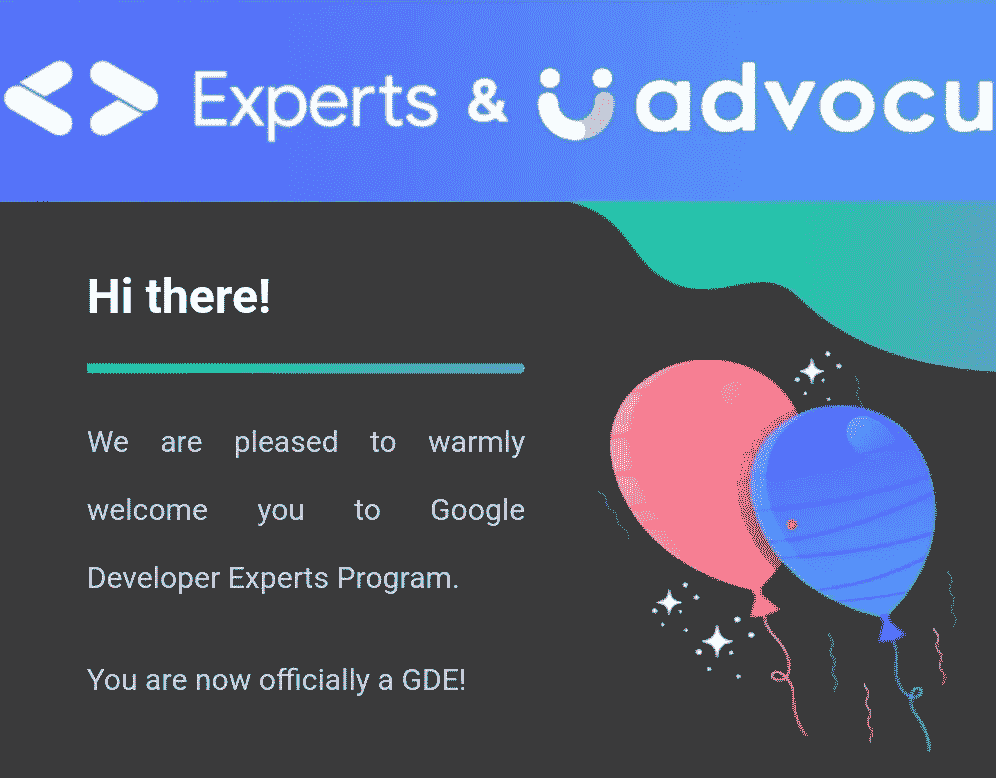 Experts & advocu
Hi there!
We are pleased to warmly
welcome you to Google
Developer Experts Program.
You are now officially a GDE!